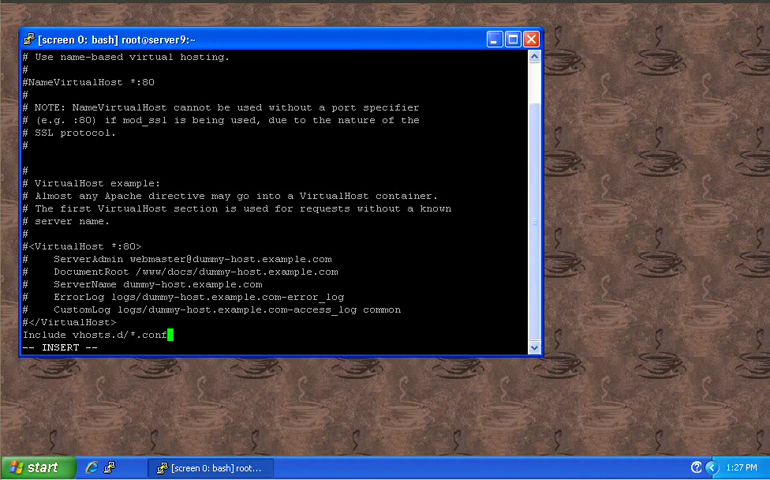 [screen 0: bash] root@server9:~
# Use name-based virtual hosting.
#
#NameVirtualHost *:80
#
# NOTE: NameVirtualHost cannot be used without a port specifier
# (e.g. :80) if mod_ssl is being used, due to the nature of the
# SSL protocol.
#
#
# VirtualHost example:
# Almost any Apache directive may go into a VirtualHost container.
# The first VirtualHost section is used for requests without a known
# server name.
#
#<VirtualHost *:80>
#    ServerAdmin webmaster@dummy-host.example.com
#    DocumentRoot /www/docs/dummy-host.example.com
#    ServerName dummy-host.example.com
#    ErrorLog logs/dummy-host.example.com-error_log
#    CustomLog logs/dummy-host.example.com-access_log common
#</VirtualHost>
Include vhosts.d/*.conf
-- INSERT --
start
[screen 0: bash] root...
1:27 PM